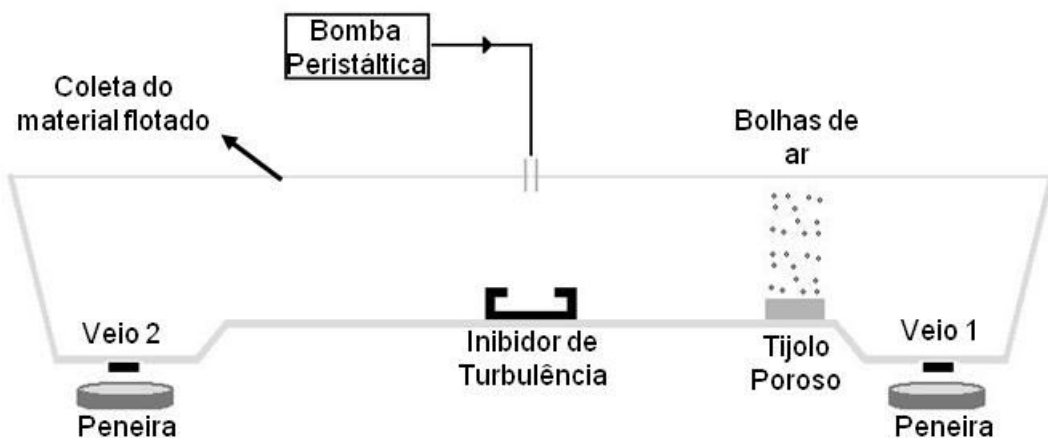 Bomba
Peristáltica
Coleta do
material flotado
Bolhas de
ar
Veio 2
Inibidor de
Turbulência
Tijolo
Poroso
Veio 1
Peneira
Peneira